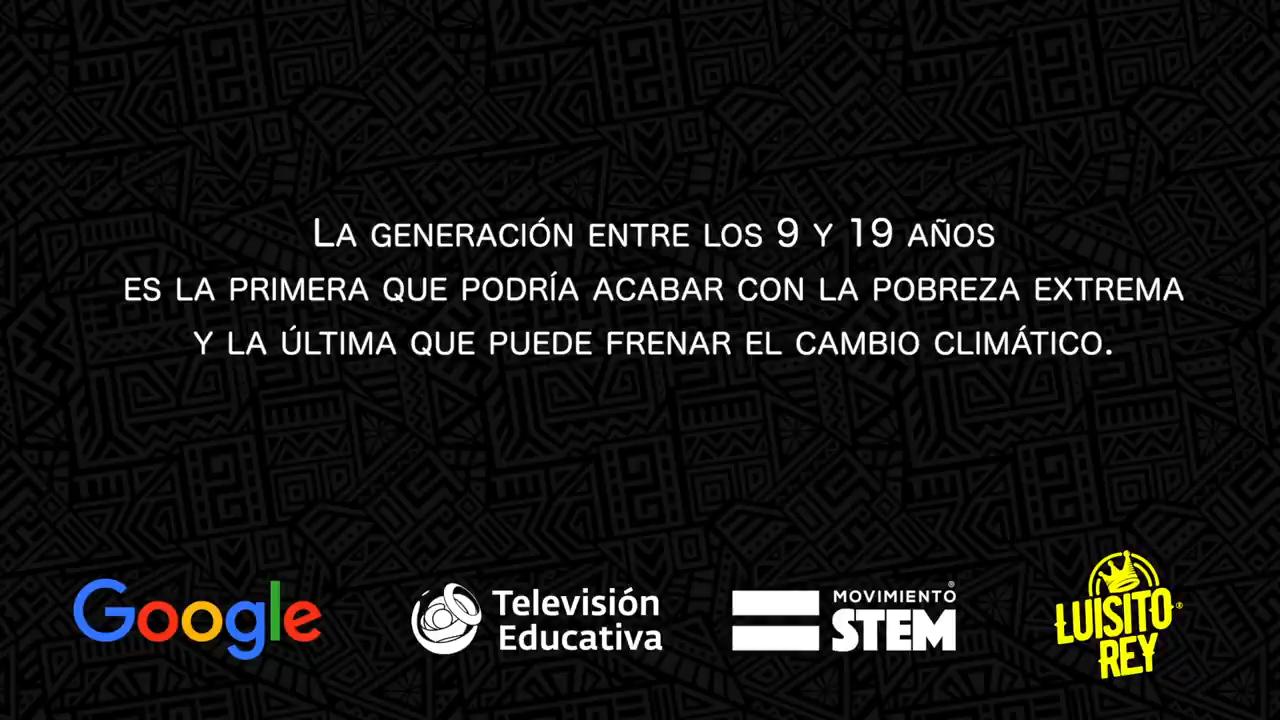 La generación entre los 9 y 19 años
es la primera que podría acabar con la pobreza extrema
y la última que puede frenar el cambio climático.
Google
Televisión
Educativa
MOVIMIENTO®
STEM
LUISITO®
REY